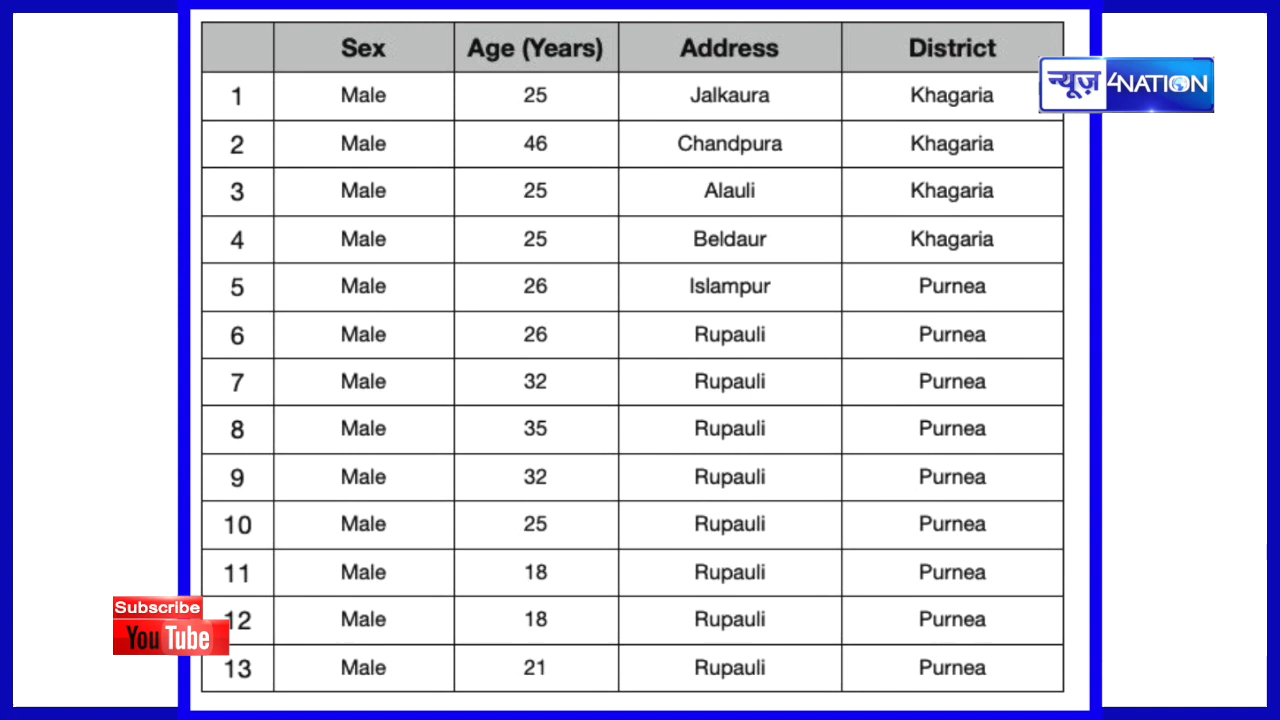 Sex Age (Years) Address District
न्यूज़ 4NATION
1 Male 25 Jalkaura Khagaria
2 Male 46 Chandpura Khagaria
3 Male 25 Alauli Khagaria
4 Male 25 Beldaur Khagaria
5 Male 26 Islampur Purnea
6 Male 26 Rupauli Purnea
7 Male 32 Rupauli Purnea
8 Male 35 Rupauli Purnea
9 Male 32 Rupauli Purnea
10 Male 25 Rupauli Purnea
11 Male 18 Rupauli Purnea
Subscribe
YouTube
12 Male 18 Rupauli Purnea
13 Male 21 Rupauli Purnea